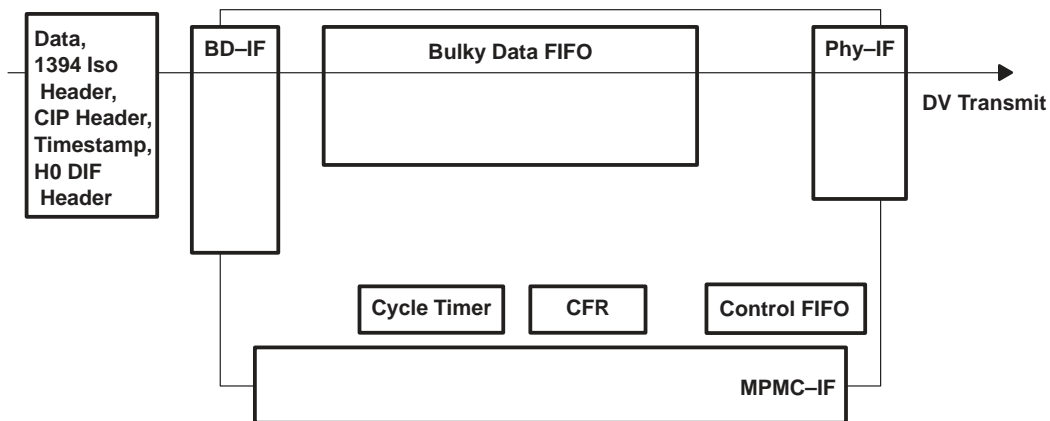 Data,
1394 Iso
Header,
CIP Header,
Timestamp,
H0 DIF
Header
BD–IF
Bulky Data FIFO
Phy–IF
DV Transmit
Cycle Timer
CFR
Control FIFO
MPMC–IF